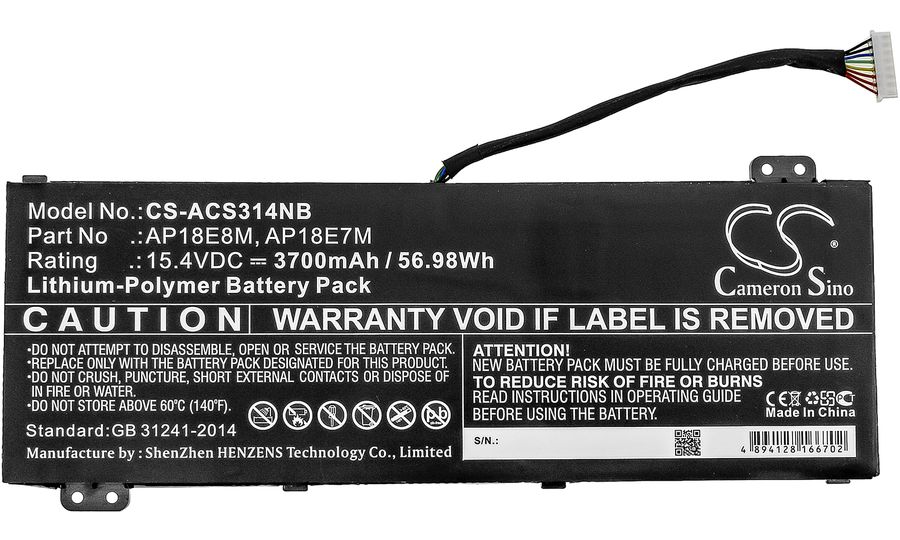 Model No.:CS-ACS314NB
Part No .:AP18E8M, AP18E7M
Rating .:15.4VDC ⎓ 3700mAh / 56.98Wh
Lithium-Polymer Battery Pack
CS
®
Cameron Sino
CAUTION
WARRANTY VOID IF LABEL IS REMOVED
•DO NOT ATTEMPT TO DISASSEMBLE, OPEN OR SERVICE THE BATTERY PACK.
•REPLACE ONLY WITH THE BATTERY PACK DESIGNATED FOR THIS PRODUCT.
•DO NOT CRUSH, PUNCTURE, SHORT EXTERNAL CONTACTS OR DISPOSE OF
IN FIRE OR WATER.
•DO NOT STORE ABOVE 60°C (140°F).
Standard:GB 31241-2014
Manufacture by : ShenZhen HENZENS Technology Co., Limited
Pb
ATTENTION!
NEW BATTERY PACK MUST BE FULLY CHARGED BEFORE USE.
TO REDUCE RISK OF FIRE OR BURNS
READ INSTRUCTIONS IN OPERATING GUIDE
BEFORE USING THE BATTERY.
CE
Made In China
S/N.:
4 894128 166702